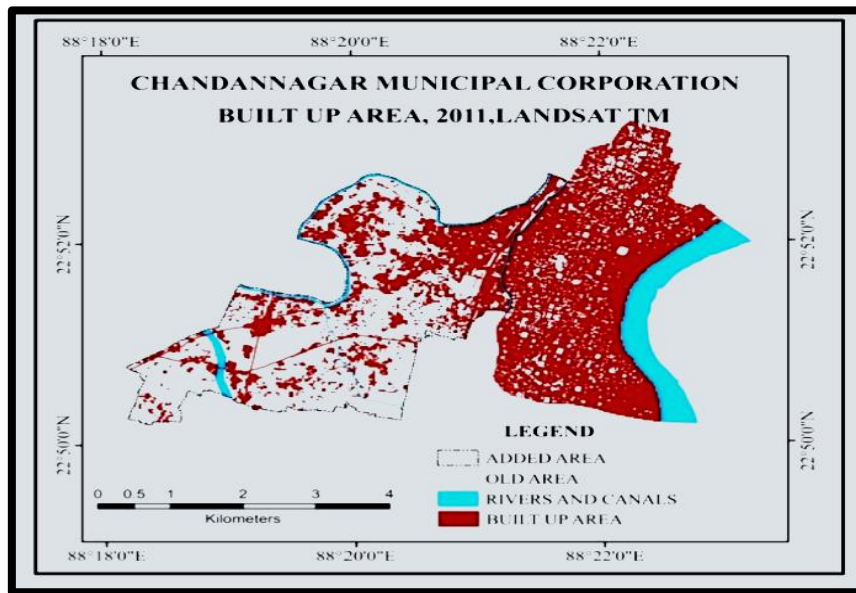 88°18'0"E 88°20'0"E 88°22'0"E
CHANDANNAGAR MUNICIPAL CORPORATION
BUILT UP AREA, 2011,LANDSAT TM
22°52'0"N 22°52'0"N
22°50'0"N 22°50'0"N
LEGEND
ADDED AREA
OLD AREA
RIVERS AND CANALS
BUILT UP AREA
0 0.5 1 2 3 4
Kilometers
88°18'0"E 88°20'0"E 88°22'0"E